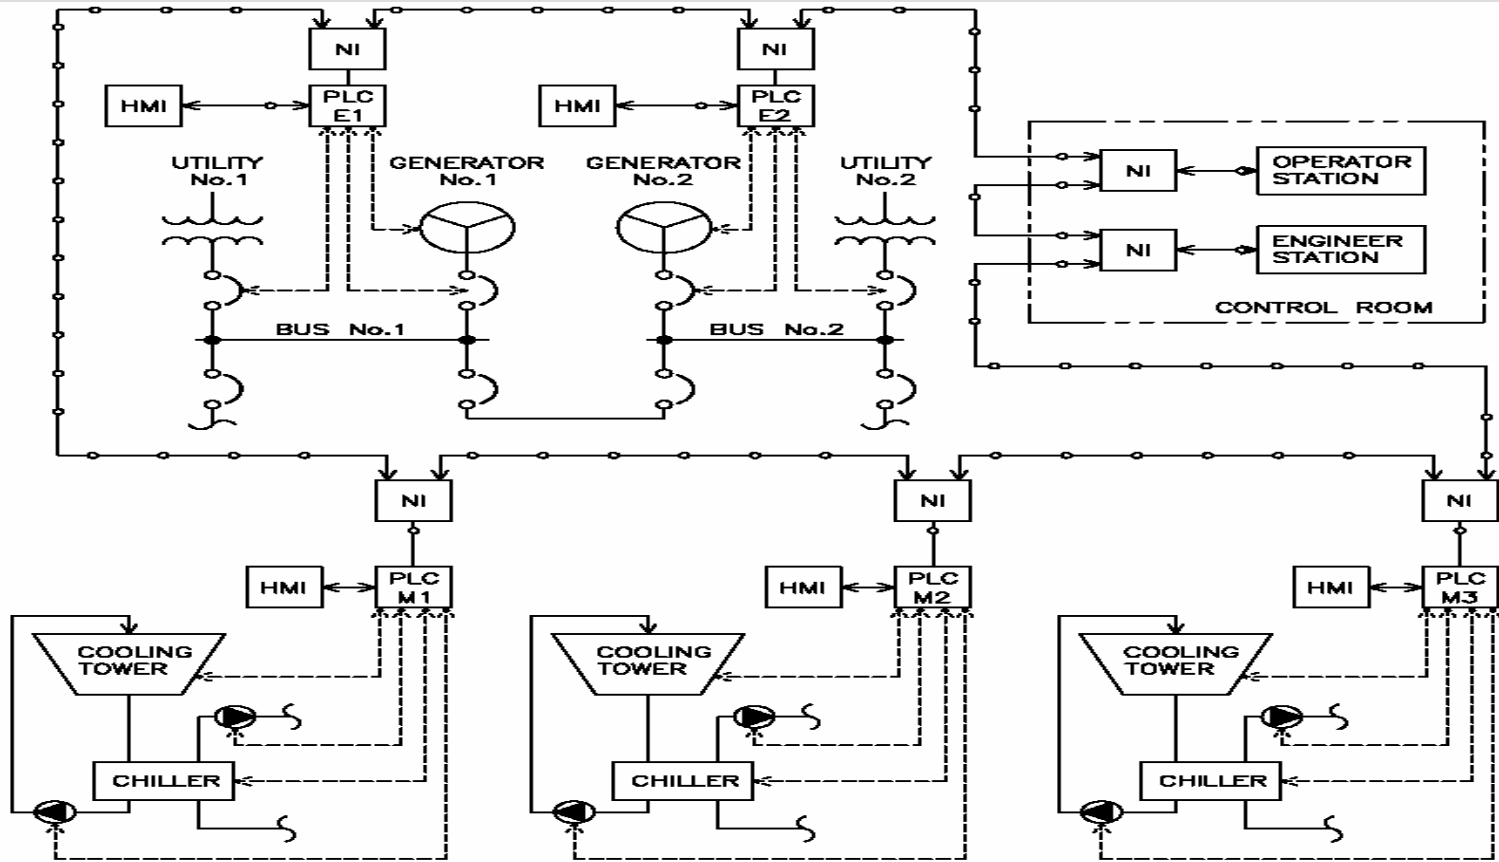 NI
NI
HMI
PLC
E1
HMI
PLC
E2
UTILITY
No.1
GENERATOR
No.1
GENERATOR
No.2
UTILITY
No.2
NI
OPERATOR
STATION
NI
ENGINEER
STATION
CONTROL ROOM
BUS No.1
BUS No.2
NI
NI
NI
HMI
PLC
M1
HMI
PLC
M2
HMI
PLC
M3
COOLING
TOWER
COOLING
TOWER
COOLING
TOWER
CHILLER
CHILLER
CHILLER